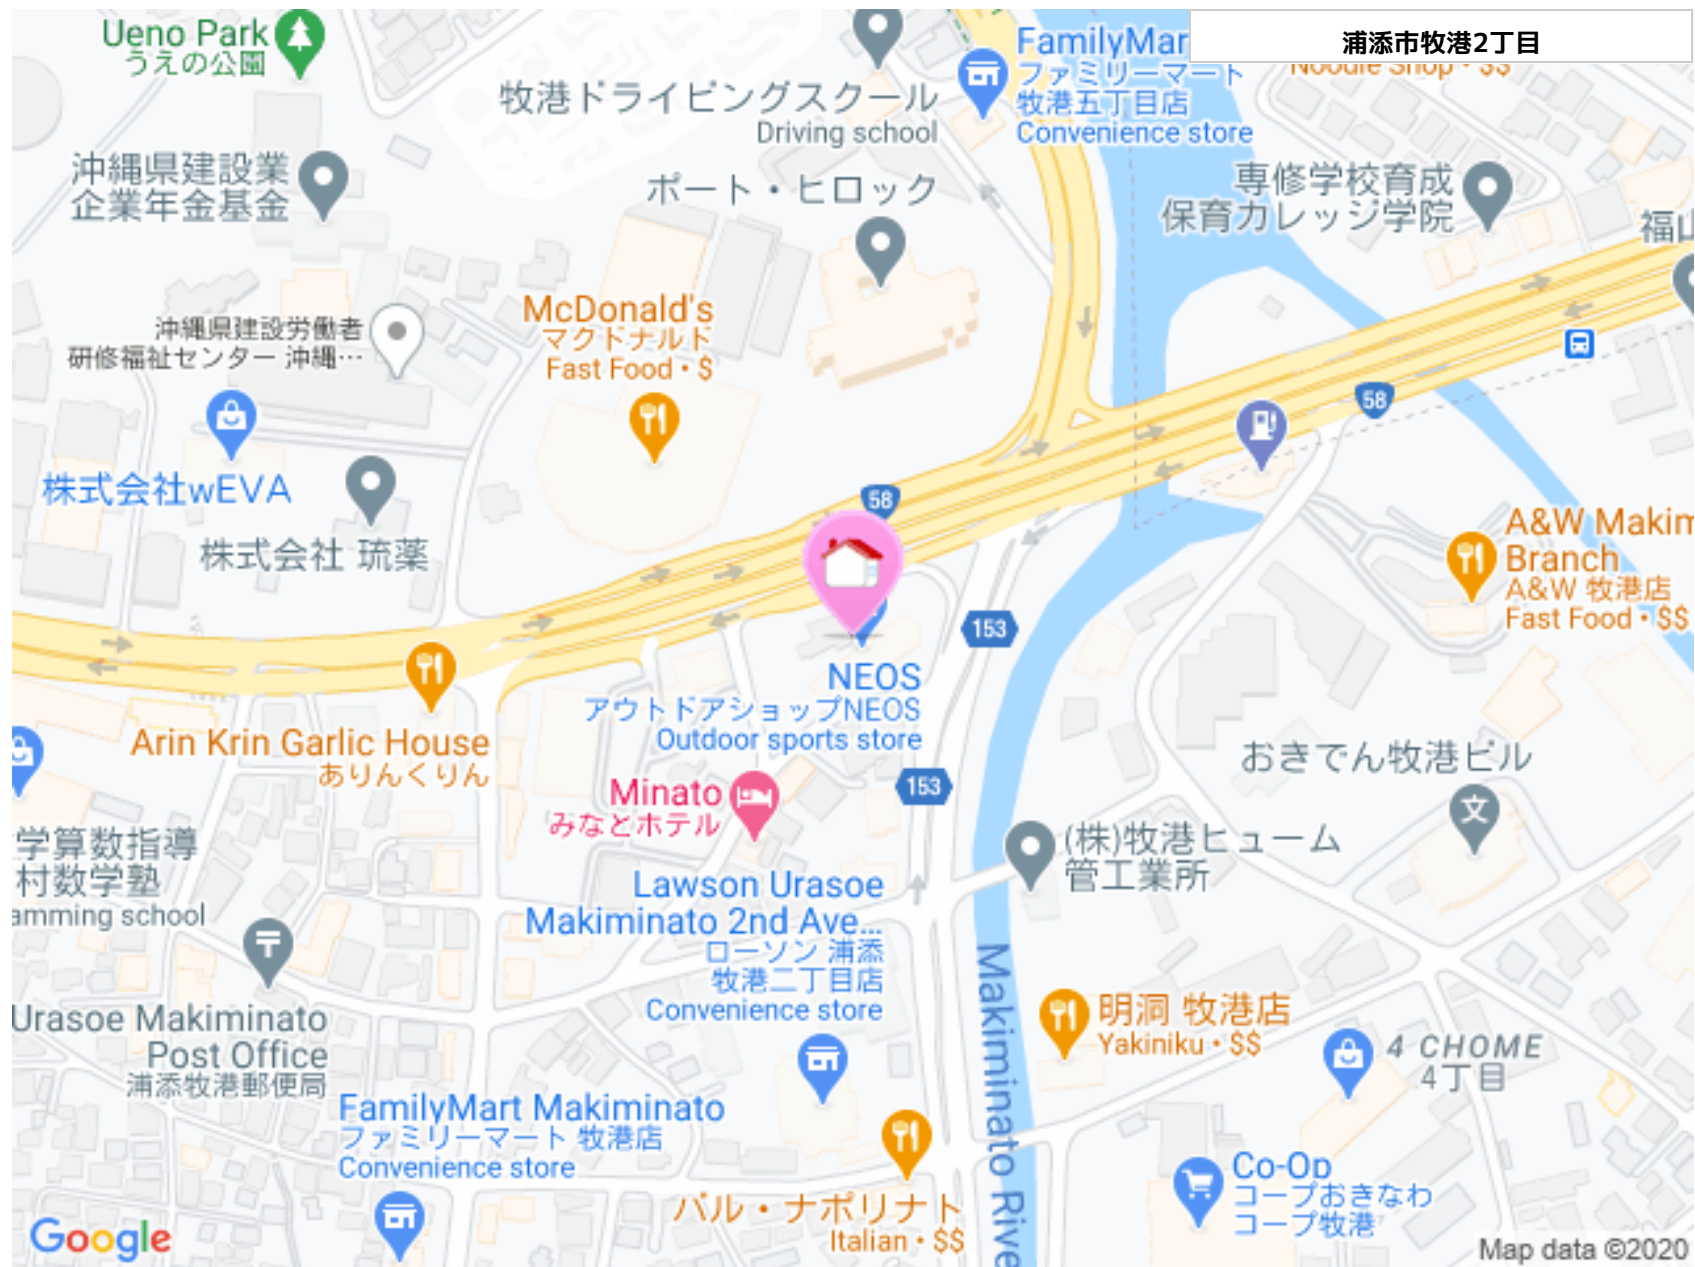 浦添市牧港2丁目
Ueno Park
うえの公園
FamilyMar
ファミリーマート
牧港五丁目店
Convenience store
Noodle Shop・$$
牧港ドライビングスクール
Driving school
沖縄県建設業
企業年金基金
ポート・ヒロック
専修学校育成
保育カレッジ学院
福山
McDonald's
マクドナルド
Fast Food・$
沖縄県建設労働者
研修福祉センター 沖縄…
58
58
株式会社wEVA
株式会社 琉薬
A&W Makim
Branch
A&W 牧港店
Fast Food・$$
153
NEOS
アウトドアショップNEOS
Outdoor sports store
Arin Krin Garlic House
ありんくりん
おきでん牧港ビル
Minato
みなとホテル
153
学算数指導
村数学塾
amming school
(株)牧港ヒューム
管工業所
Lawson Urasoe
Makiminato 2nd Ave...
ローソン 浦添
牧港二丁目店
Convenience store
Makiminato Rive
Urasoe Makiminato
Post Office
浦添牧港郵便局
明洞 牧港店
Yakiniku・$$
4 CHOME
4丁目
FamilyMart Makiminato
ファミリーマート 牧港店
Convenience store
Co-Op
コープおきなわ
コープ牧港
バル・ナポリナト
Italian・$$
Google
Map data ©2020